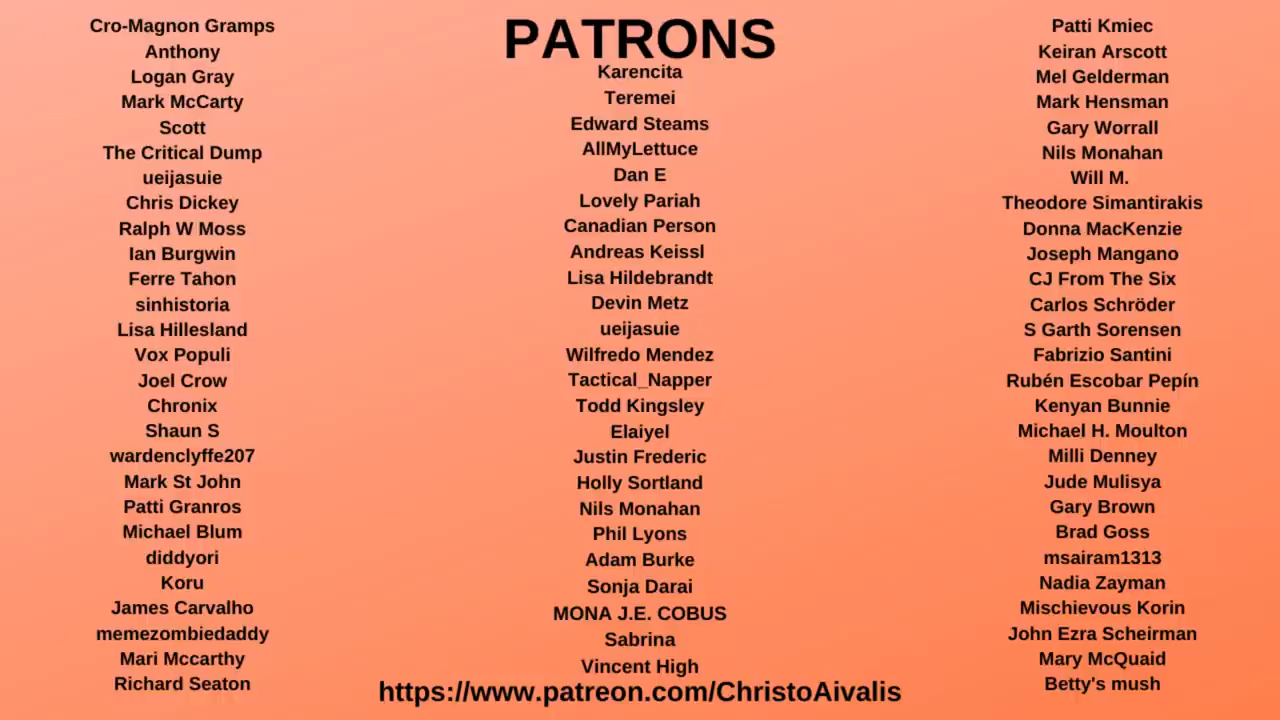 PATRONS
Cro-Magnon Gramps
Anthony
Logan Gray
Mark McCarty
Scott
The Critical Dump
ueijasuie
Chris Dickey
Ralph W Moss
Ian Burgwin
Ferre Tahon
sinhistoria
Lisa Hillesland
Vox Populi
Joel Crow
Chronix
Shaun S
wardenclyffe207
Mark St John
Patti Granros
Michael Blum
diddyori
Koru
James Carvalho
memezombiedaddy
Mari Mccarthy
Richard Seaton
Karencita
Teremei
Edward Steams
AllMyLettuce
Dan E
Lovely Pariah
Canadian Person
Andreas Keissl
Lisa Hildebrandt
Devin Metz
ueijasuie
Wilfredo Mendez
Tactical_Napper
Todd Kingsley
Elaiyel
Justin Frederic
Holly Sortland
Nils Monahan
Phil Lyons
Adam Burke
Sonja Darai
MONA J.E. COBUS
Sabrina
Vincent High
Patti Kmiec
Keiran Arscott
Mel Gelderman
Mark Hensman
Gary Worrall
Nils Monahan
Will M.
Theodore Simantirakis
Donna MacKenzie
Joseph Mangano
CJ From The Six
Carlos Schröder
S Garth Sorensen
Fabrizio Santini
Rubén Escobar Pepín
Kenyan Bunnie
Michael H. Moulton
Milli Denney
Jude Mulisya
Gary Brown
Brad Goss
msairam1313
Nadia Zayman
Mischievous Korin
John Ezra Scheirman
Mary McQuaid
Betty's mush
https://www.patreon.com/ChristoAivalis